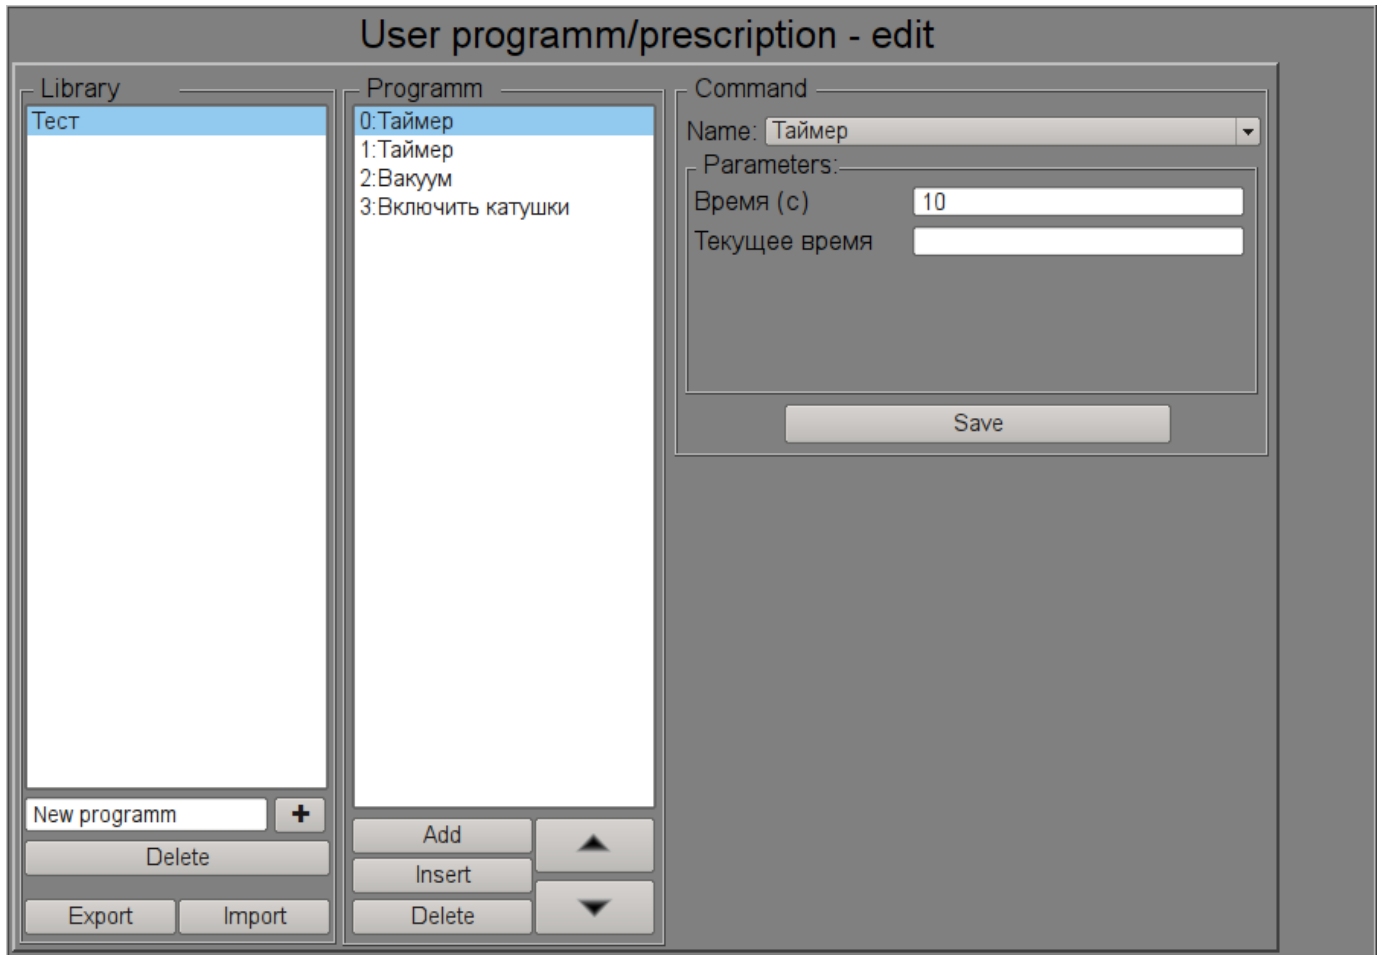 User programm/prescription - edit
Library
Тест
New programm
+
Delete
Export
Import
Programm
0:Таймер
1:Таймер
2:Вакуум
3:Включить катушки
Add
Insert
Delete
Command
Name: Таймер
Parameters:
Время (с) 10
Текущее время
Save